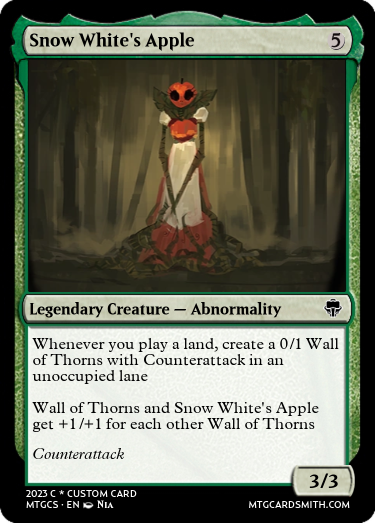 Snow White's Apple
5
Legendary Creature — Abnormality
Whenever you play a land, create a 0/1 Wall
of Thorns with Counterattack in an
unoccupied lane
Wall of Thorns and Snow White's Apple
get +1/+1 for each other Wall of Thorns
Counterattack
3/3
2023 C * CUSTOM CARD
MTGCS · EN NIA
MTGCARDSMITH.COM